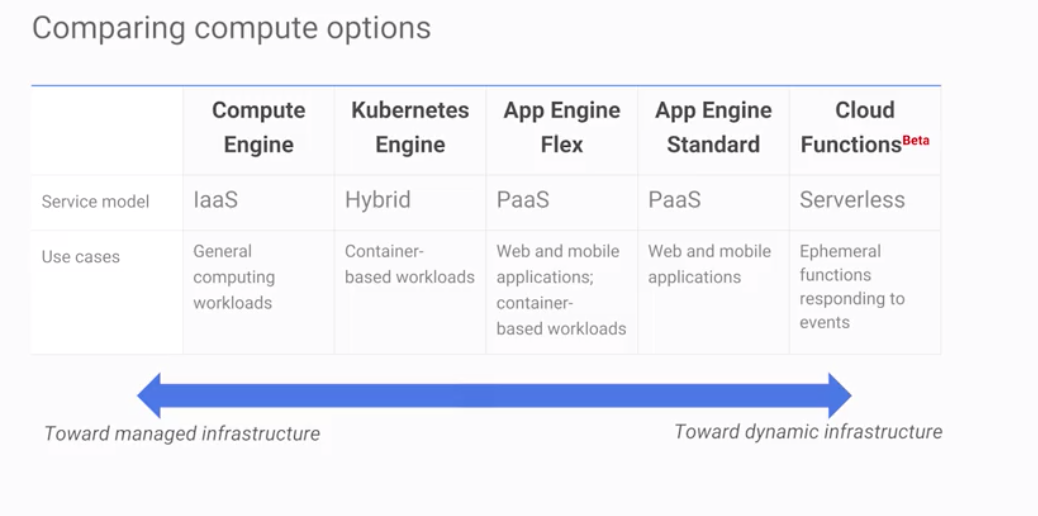 Comparing compute options
Compute
Engine
Kubernetes
Engine
App Engine
Flex
App Engine
Standard
Cloud
Functions Beta
Service model
IaaS
Hybrid
PaaS
PaaS
Serverless
Use cases
General
computing
workloads
Container-
based workloads
Web and mobile
applications;
container-
based workloads
Web and mobile
applications
Ephemeral
functions
responding to
events
Toward managed infrastructure
Toward dynamic infrastructure